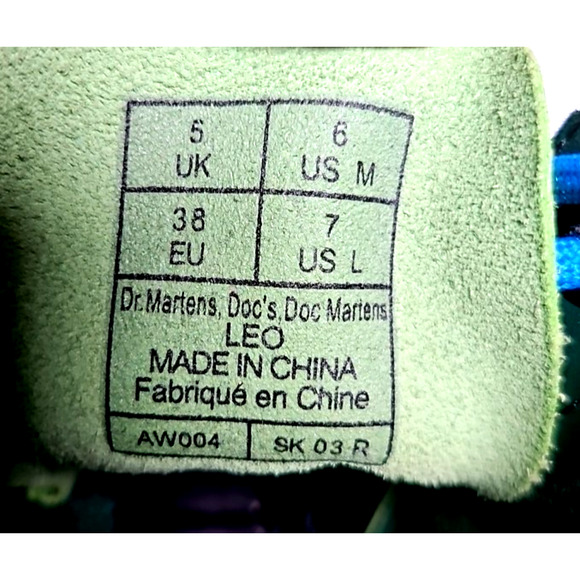 5 6
UK US M
38 7
EU US L
Dr. Martens, Doc's, Doc Martens
LEO
MADE IN CHINA
Fabriqué en Chine
AW004 SK 03 R